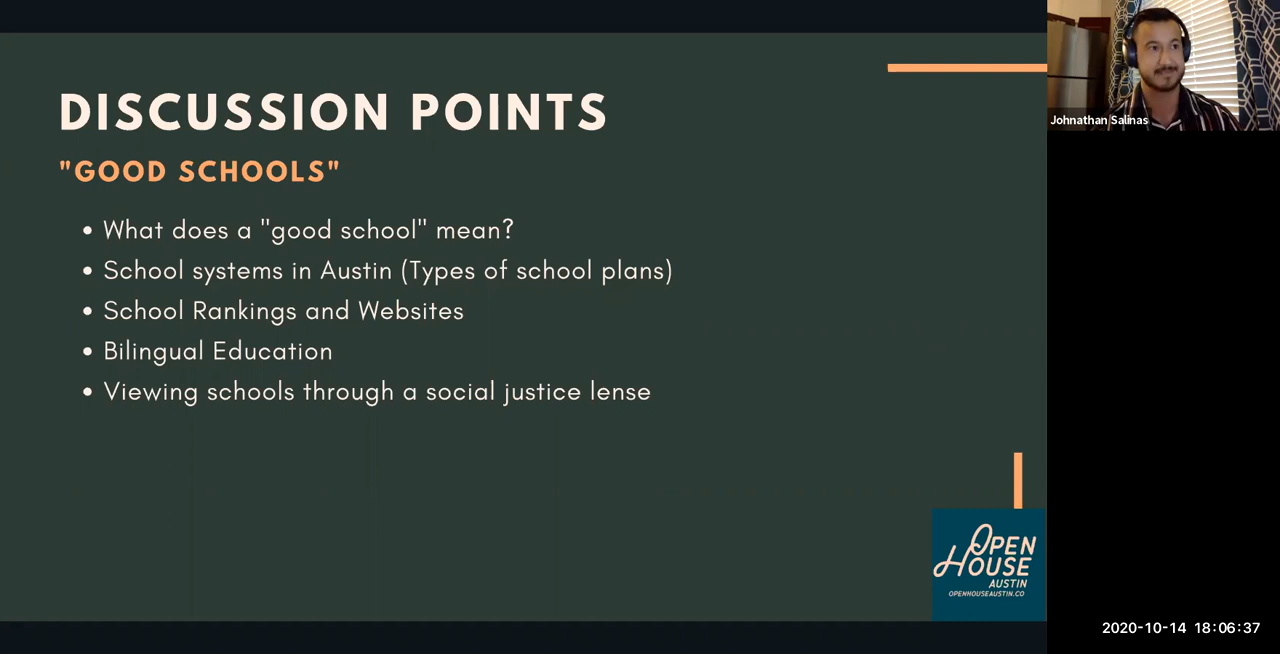 DISCUSSION POINTS
"GOOD SCHOOLS"
• What does a "good school" mean?
• School systems in Austin (Types of school plans)
• School Rankings and Websites
• Bilingual Education
• Viewing schools through a social justice lense
OPEN
HOUSE
AUSTIN
OPENHOUSEAUSTIN.CO
Johnathan Salinas
2020-10-14 18:06:37